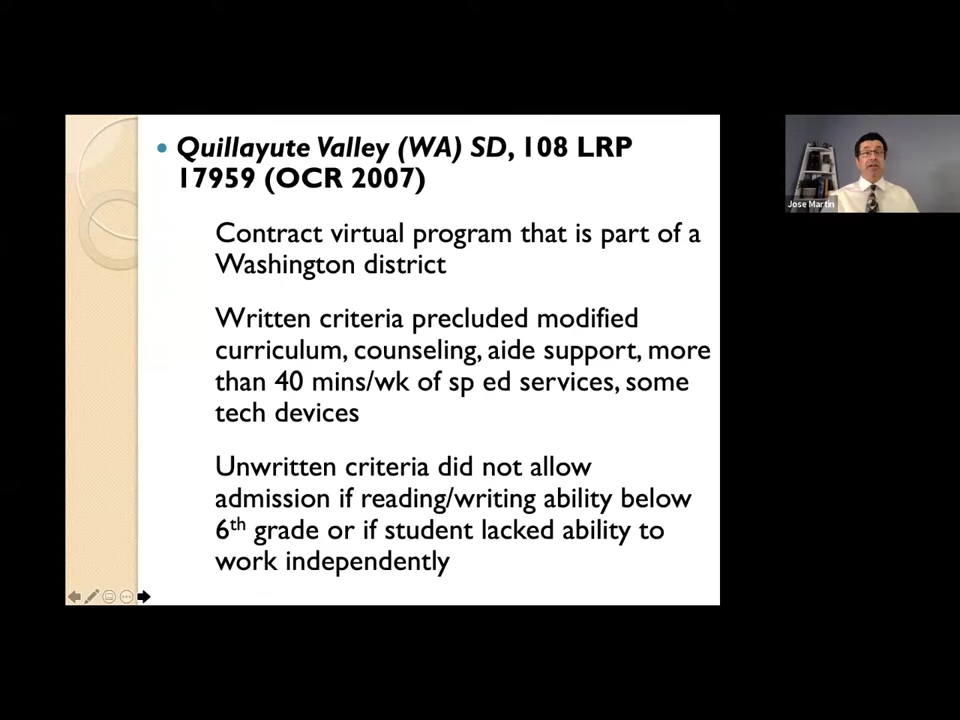 Quillayute Valley (WA) SD, 108 LRP
17959 (OCR 2007)
Contract virtual program that is part of a
Washington district
Written criteria precluded modified
curriculum, counseling, aide support, more
than 40 mins/wk of sp ed services, some
tech devices
Unwritten criteria did not allow
admission if reading/writing ability below
6th grade or if student lacked ability to
work independently
Jose Martin